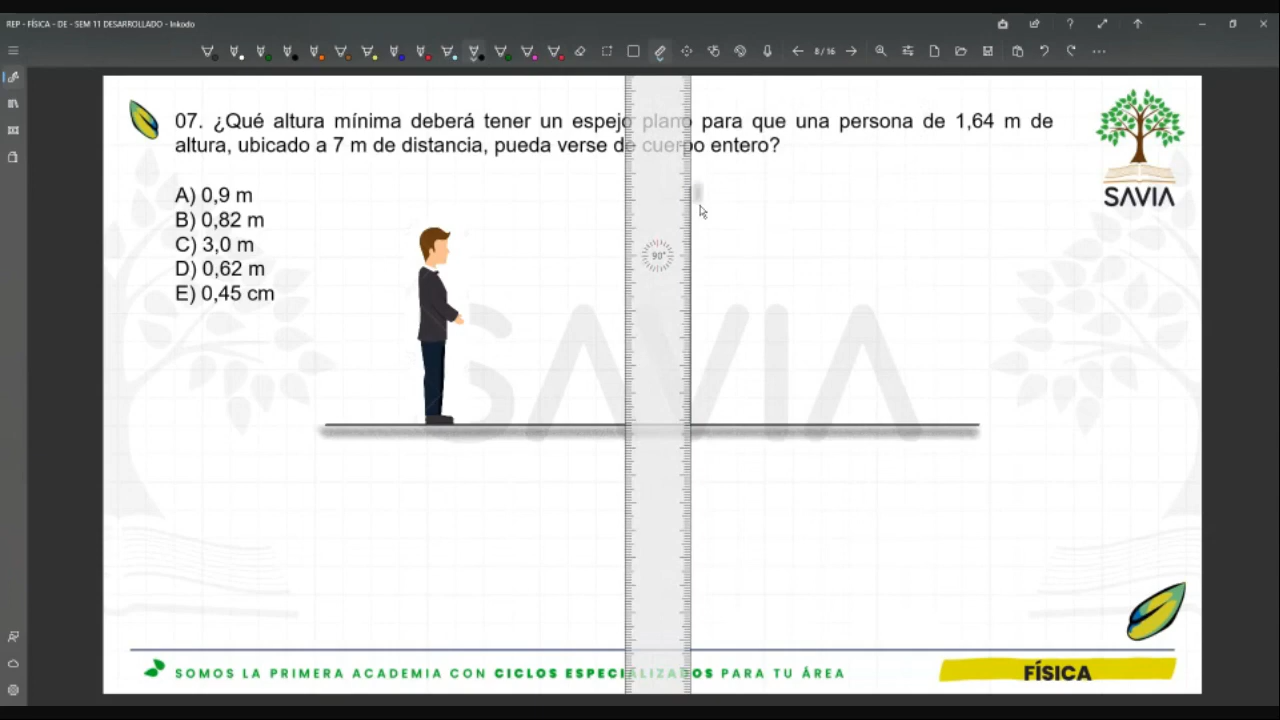 REP - FÍSICA - DE - SEM 11 DESARROLLADO - Inkodo
8 / 16
07. ¿Qué altura mínima deberá tener un espejo plano para que una persona de 1,64 m de
altura, ubicado a 7 m de distancia, pueda verse de cuerpo entero?
SAVIA
A) 0,9 m
B) 0,82 m
C) 3,0 m
D) 0,62 m
E) 0,45 cm
90°
SAVIA
SOMOS LA PRIMERA ACADEMIA CON CICLOS ESPECIALIZADOS PARA TU ÁREA
FÍSICA